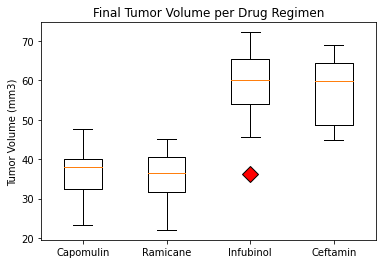 Final Tumor Volume per Drug Regimen
Tumor Volume (mm3)
70
60
50
40
30
20
Capomulin
Ramicane
Infubinol
Ceftamin